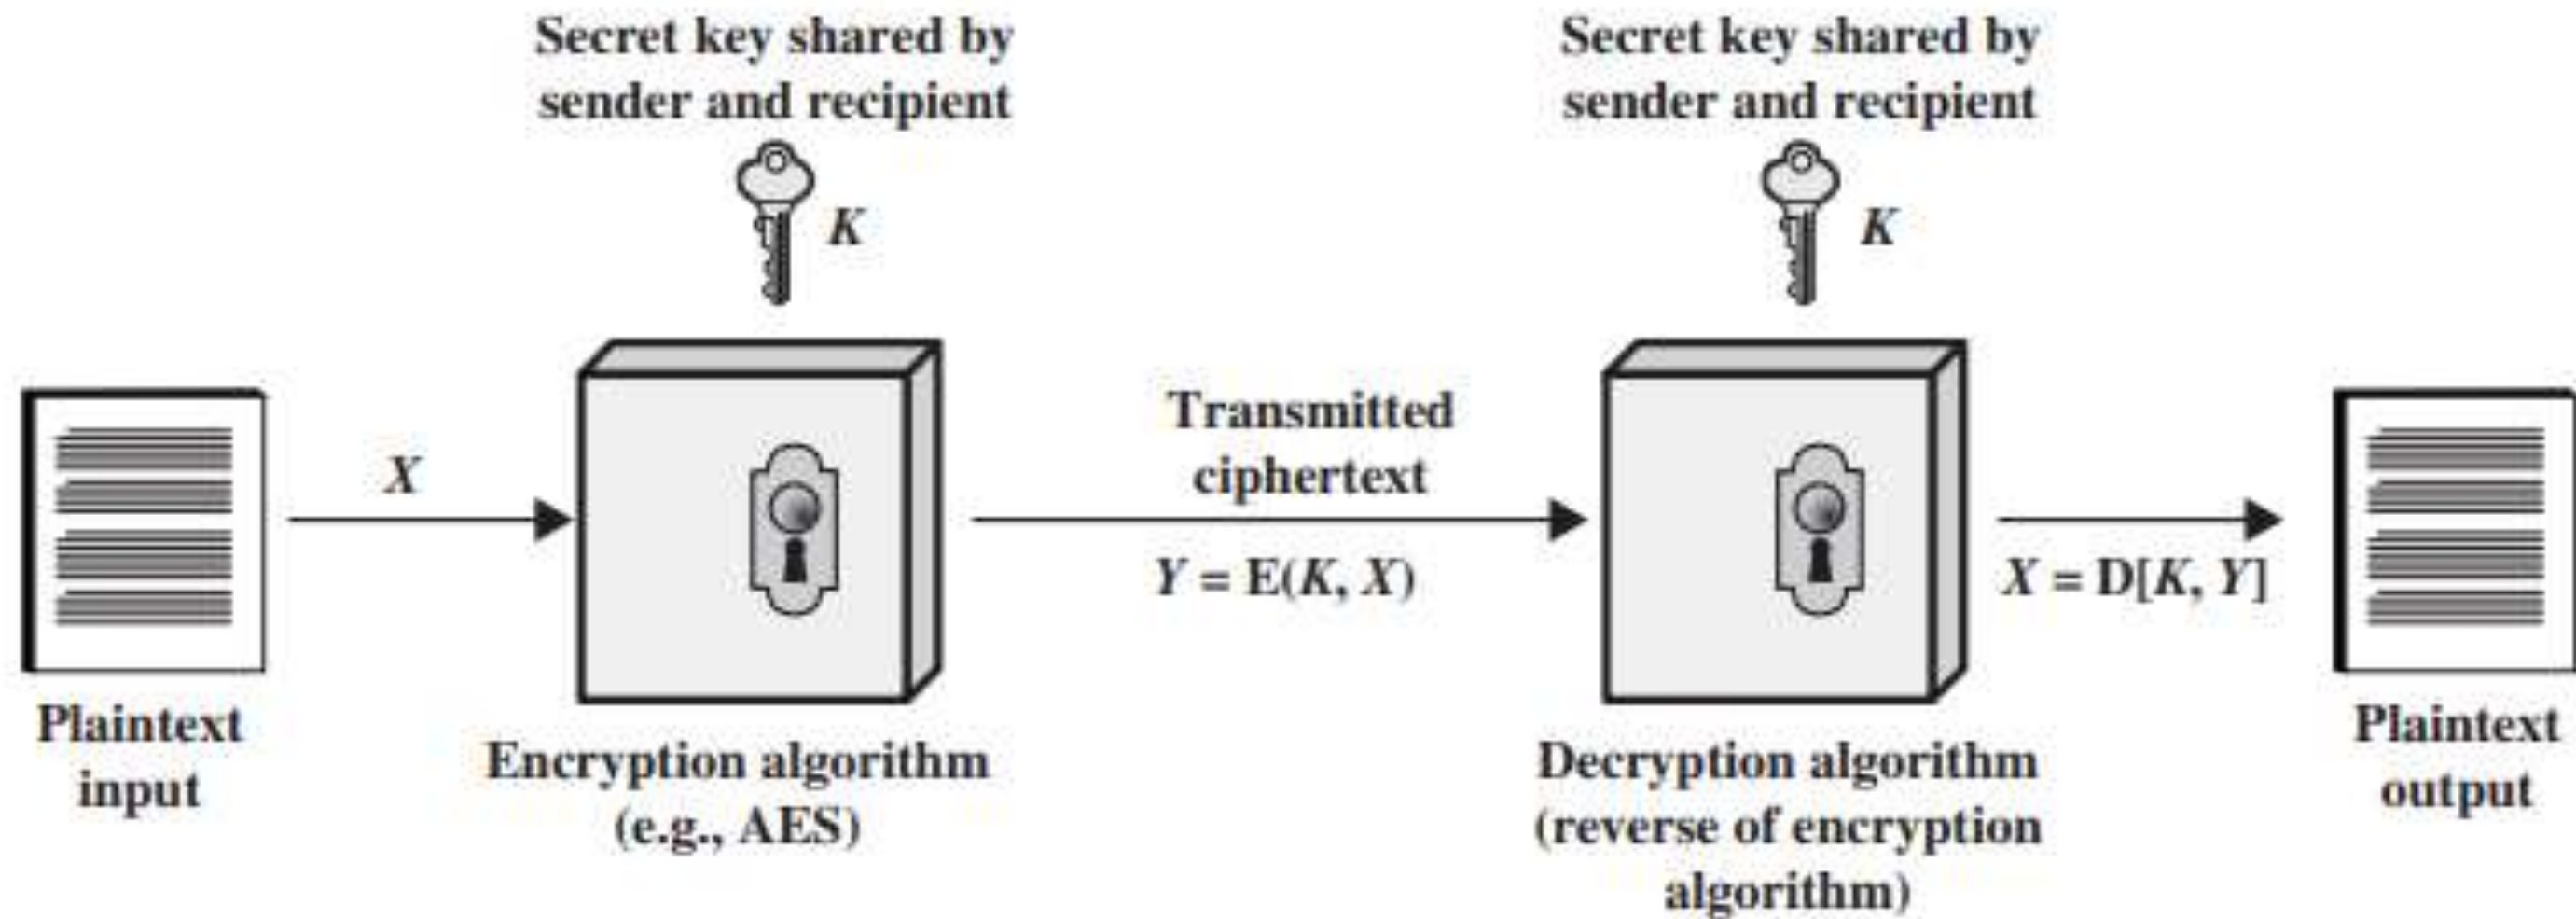 Secret key shared by
sender and recipient
K
Secret key shared by
sender and recipient
K
X
Transmitted
ciphertext
Y = E(K, X)
X = D[K, Y]
Plaintext
input
Encryption algorithm
(e.g., AES)
Decryption algorithm
(reverse of encryption
algorithm)
Plaintext
output